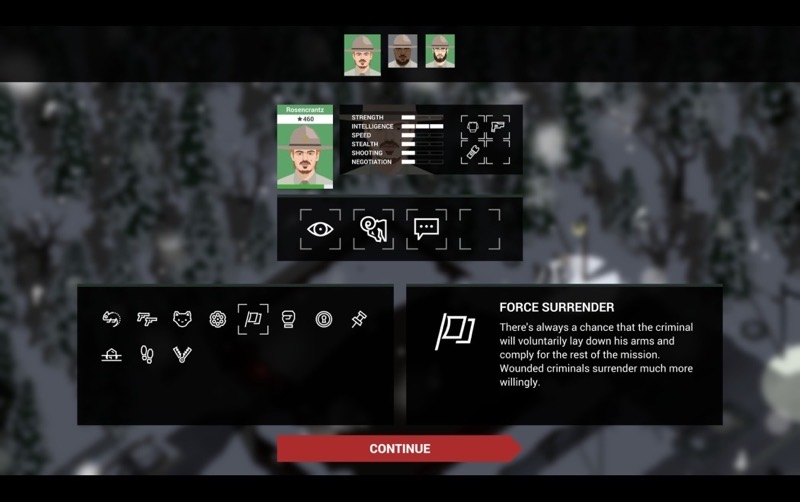 Rosencrantz
★460
STRENGTH
INTELLIGENCE
SPEED
STEALTH
SHOOTING
NEGOTIATION
FORCE SURRENDER
There's always a chance that the criminal
will voluntarily lay down his arms and
comply for the rest of the mission.
Wounded criminals surrender much more
willingly.
CONTINUE